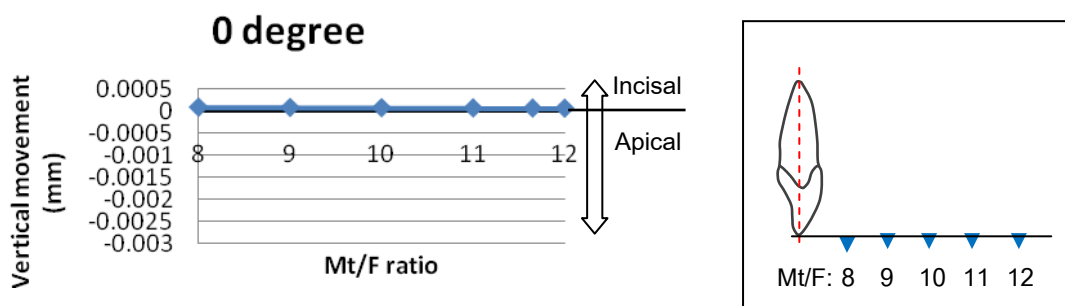 0 degree
Vertical movement
(mm)
0.0005
0
-0.0005
-0.001
-0.0015
-0.002
-0.0025
-0.003
8 9 10 11 12
Mt/F ratio
Incisal
Apical
Mt/F: 8 9 10 11 12